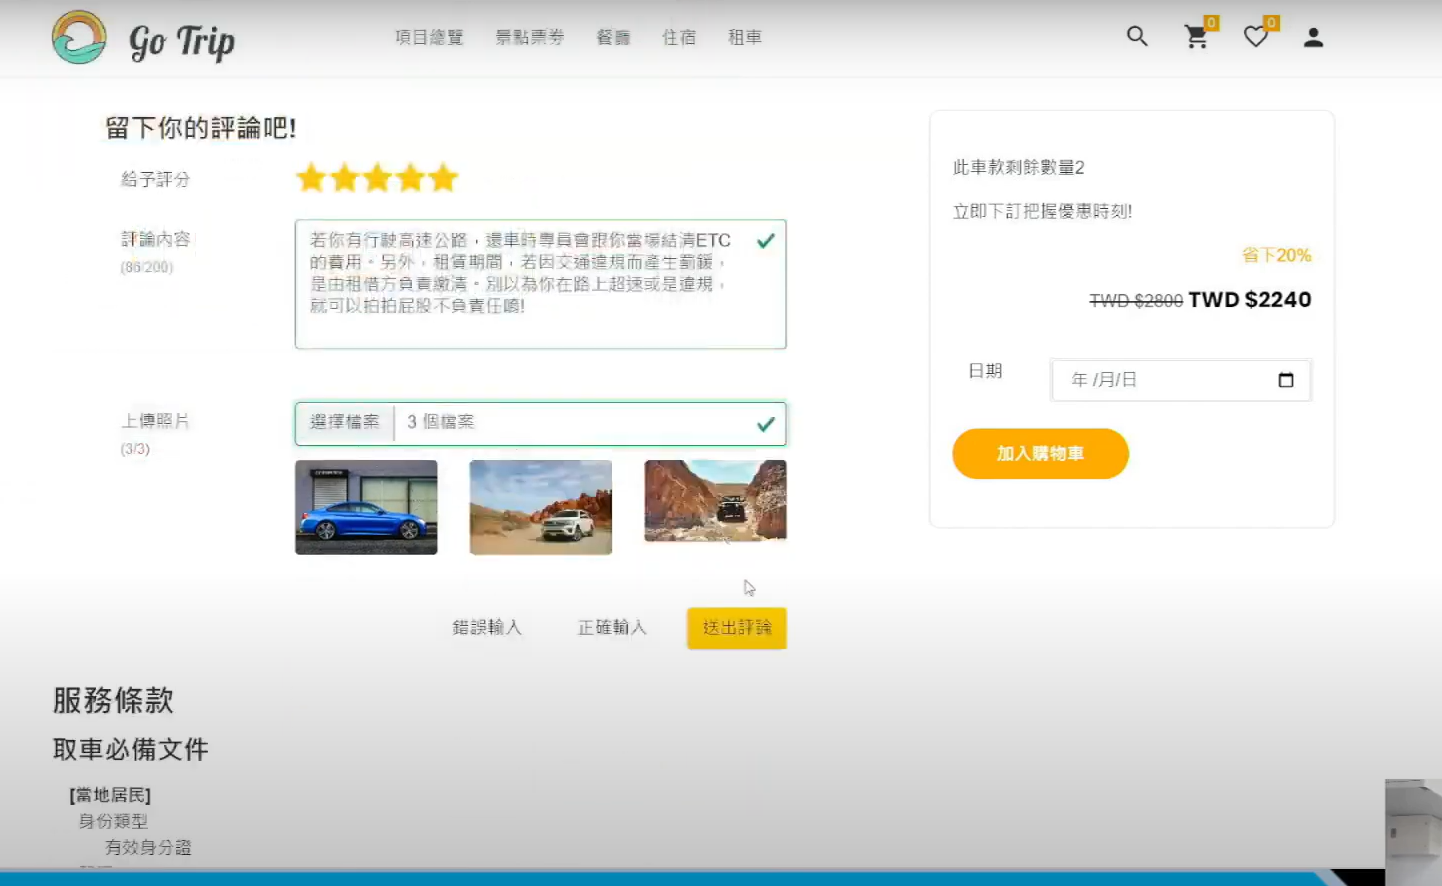 Go Trip
項目總覽 景點票券 餐廳 住宿 租車
0 0
留下你的評論吧!
給予評分
評論內容
(86/200)
若你有行駛高速公路，還車時專員會跟你當場結清ETC
的費用。另外，租賃期間，若因交通違規而產生罰鍰，
是由租借方負責繳清。別以為你在路上超速或是違規，
就可以拍拍屁股不負責任唷!
上傳照片
(3/3)
選擇檔案 3 個檔案
錯誤輸入 正確輸入 送出評論
此車款剩餘數量2
立即下訂把握優惠時刻!
省下20%
TWD $2800 TWD $2240
日期 年 /月/日
加入購物車
服務條款
取車必備文件
[當地居民]
身份類型
有效身分證